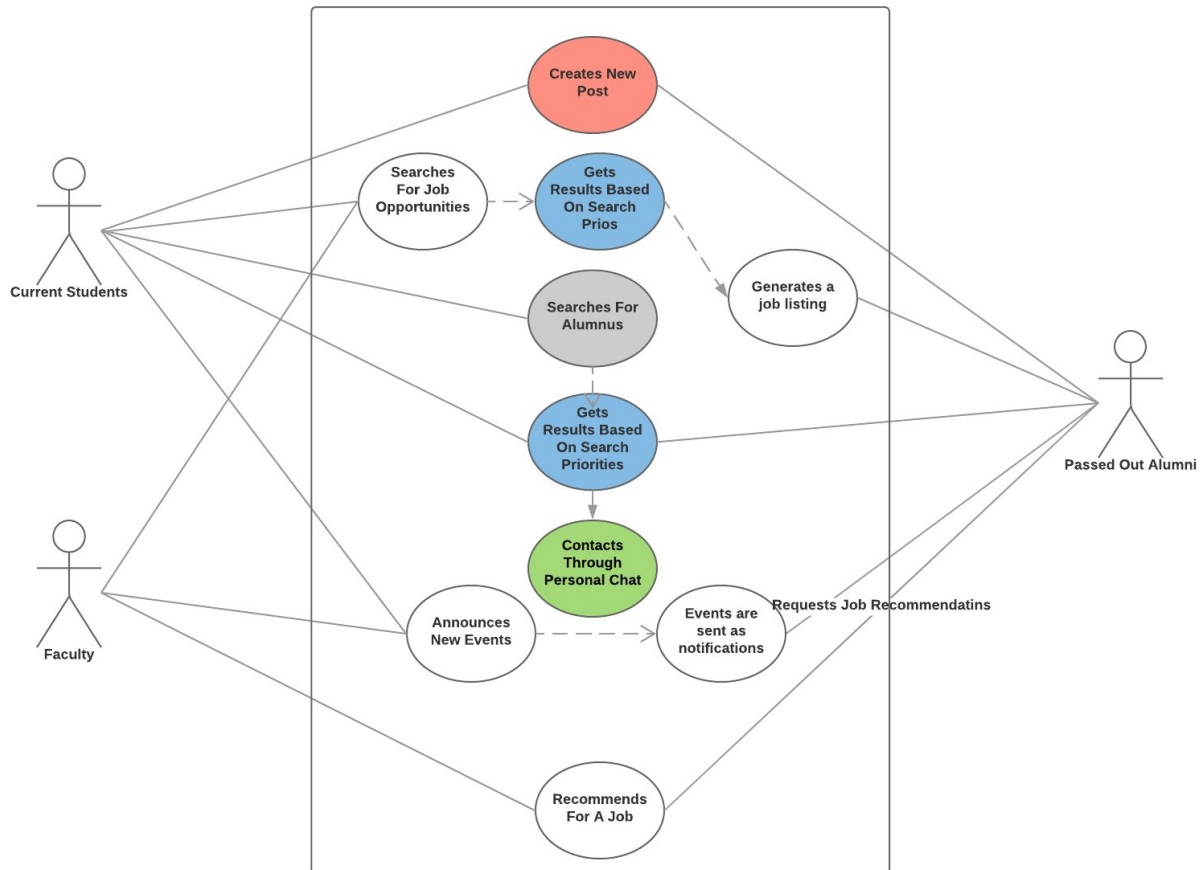 Creates New
Post
Searches
For Job
Opportunities
Gets
Results Based
On Search
Prios
Current Students
Generates a
job listing
Searches For
Alumnus
Gets
Results Based
On Search
Priorities
Passed Out Alumni
Contacts
Through
Personal Chat
Requests Job Recommendatins
Announces
New Events
Events are
sent as
notifications
Faculty
Recommends
For A Job